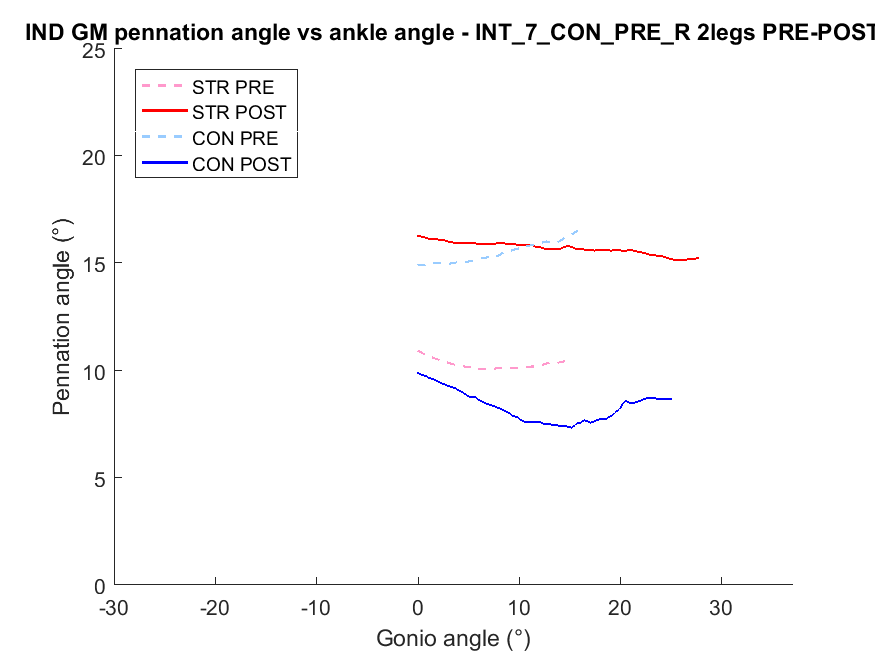 IND GM pennation angle vs ankle angle - INT_7_CON_PRE_R 2legs PRE-POST
25
20
15
10
5
0
STR PRE
STR POST
CON PRE
CON POST
Pennation angle (°)
-30 -20 -10 0 10 20 30
Gonio angle (°)